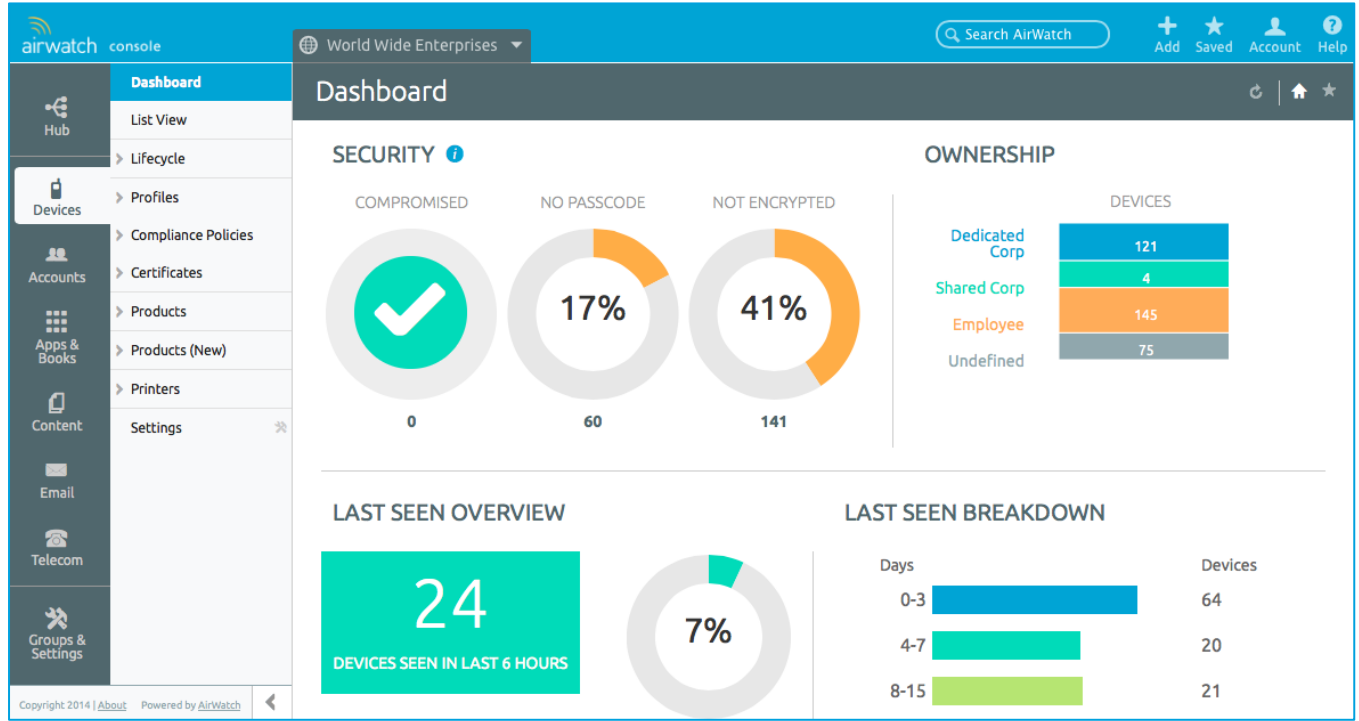 airwatch console
World Wide Enterprises
Search AirWatch
Add
Saved
Account
Help
Hub
Devices
Accounts
Apps &
Books
Content
Email
Telecom
Groups &
Settings
Dashboard
List View
Lifecycle
Profiles
Compliance Policies
Certificates
Products
Products (New)
Printers
Settings
Copyright 2014 | About Powered by AirWatch
Dashboard
SECURITY
COMPROMISED
NO PASSCODE
NOT ENCRYPTED
17%
41%
0
60
141
OWNERSHIP
DEVICES
Dedicated
Corp
121
Shared Corp
4
Employee
145
Undefined
75
LAST SEEN OVERVIEW
24
DEVICES SEEN IN LAST 6 HOURS
7%
LAST SEEN BREAKDOWN
Days Devices
0-3 64
4-7 20
8-15 21